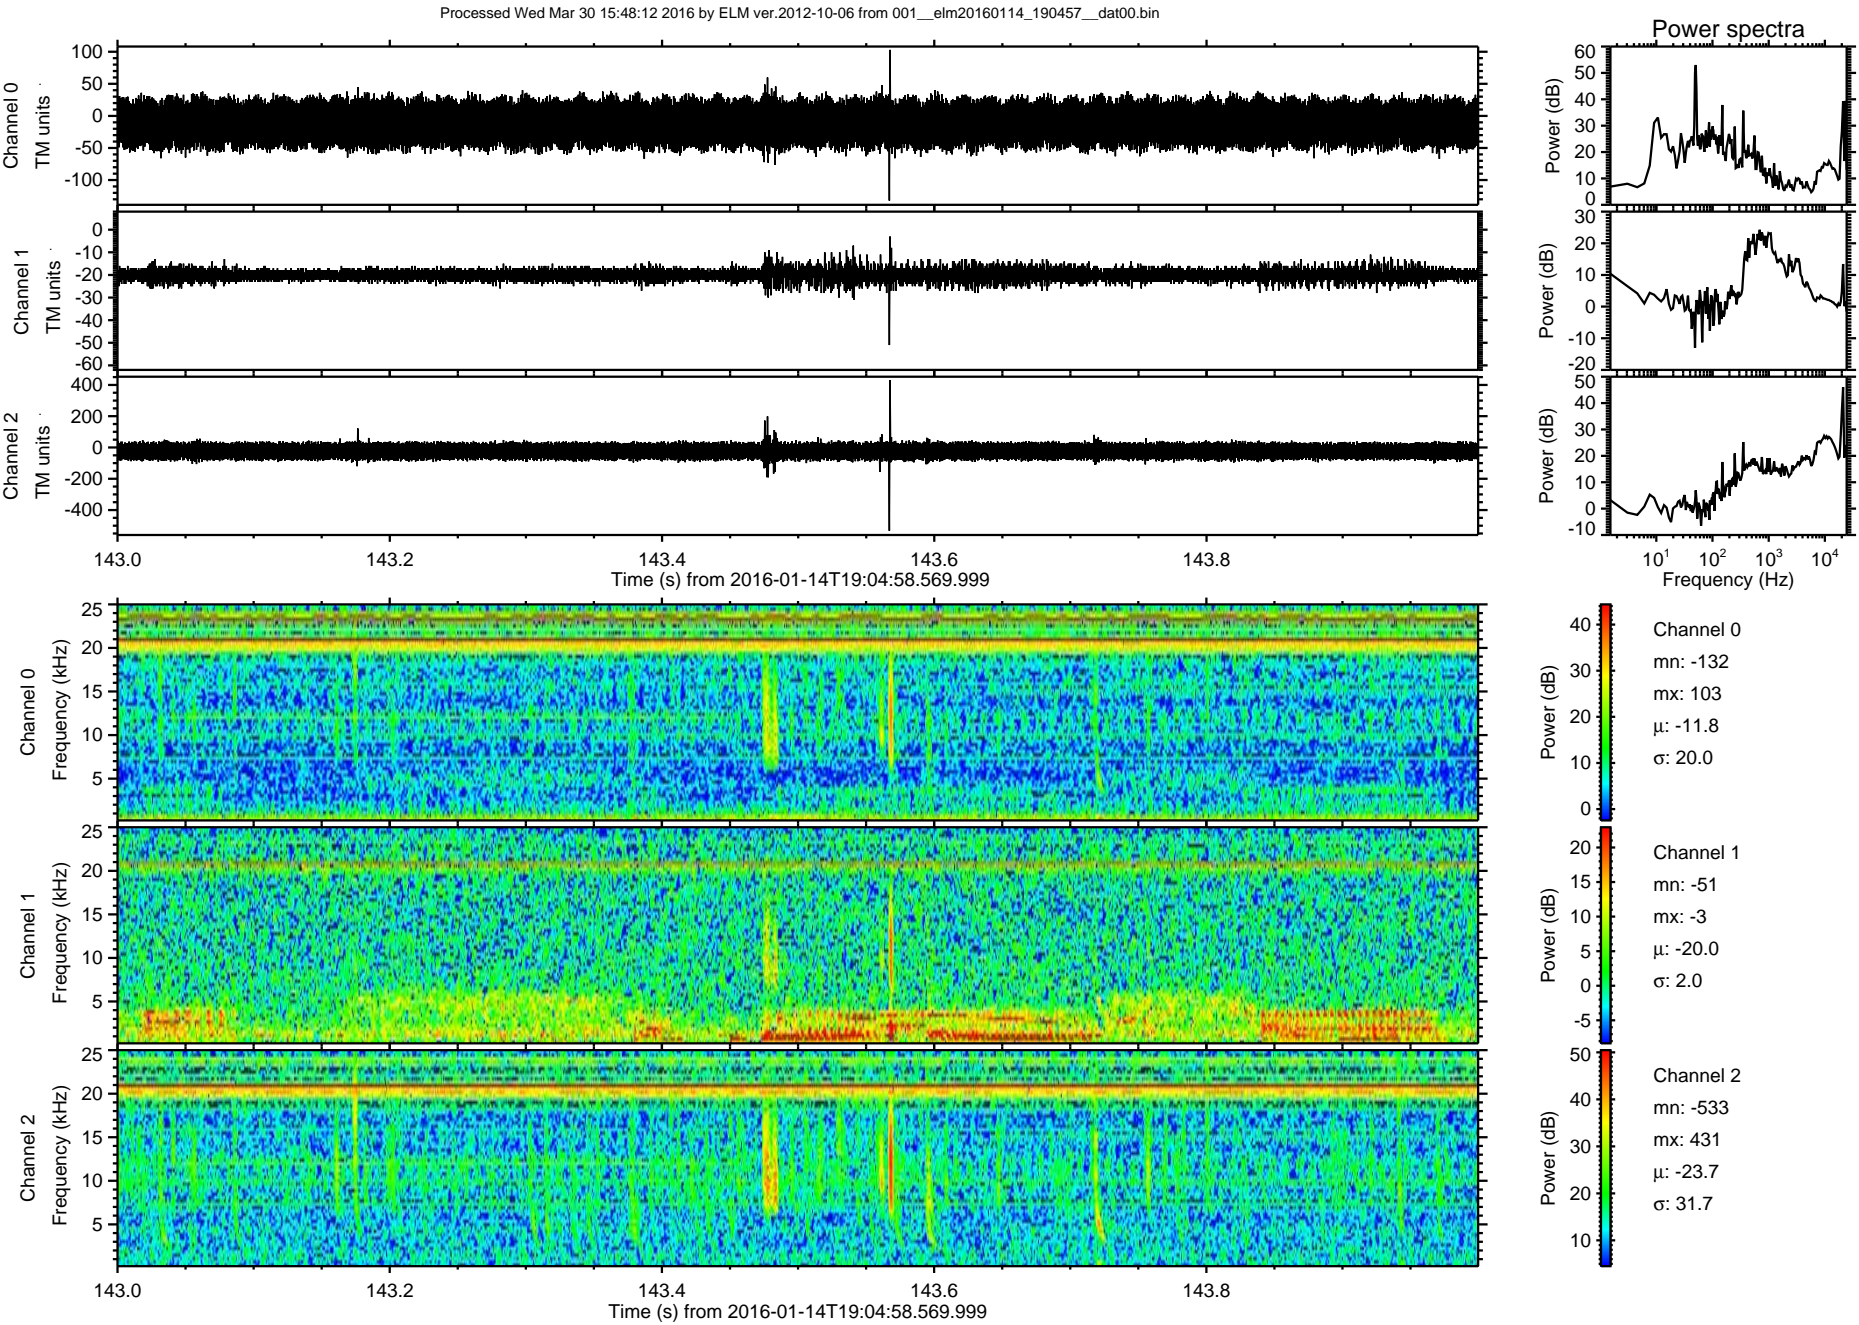 Processed Wed Mar 30 15:48:12 2016 by ELM ver.2012-10-06 from 001__elm20160114_190457__dat00.bin
Power spectra
Channel 0
TM units
100
50
0
-50
-100
Power (dB)
60
50
40
30
20
10
0
Channel 1
TM units
0
-10
-20
-30
-40
-50
-60
Power (dB)
30
20
10
0
-10
-20
Channel 2
TM units
400
200
0
-200
-400
Power (dB)
50
40
30
20
10
0
-10
143.0 143.2 143.4 143.6 143.8
Time (s) from 2016-01-14T19:04:58.569.999
10¹ 10² 10³ 10⁴
Frequency (Hz)
Channel 0
Frequency (kHz)
25
20
15
10
5
Power (dB)
40
30
20
10
0
Channel 0
mn: -132
mx: 103
μ: -11.8
σ: 20.0
Channel 1
Frequency (kHz)
25
20
15
10
5
Power (dB)
20
15
10
5
0
-5
Channel 1
mn: -51
mx: -3
μ: -20.0
σ: 2.0
Channel 2
Frequency (kHz)
25
20
15
10
5
Power (dB)
50
40
30
20
10
Channel 2
mn: -533
mx: 431
μ: -23.7
σ: 31.7
143.0 143.2 143.4 143.6 143.8
Time (s) from 2016-01-14T19:04:58.569.999